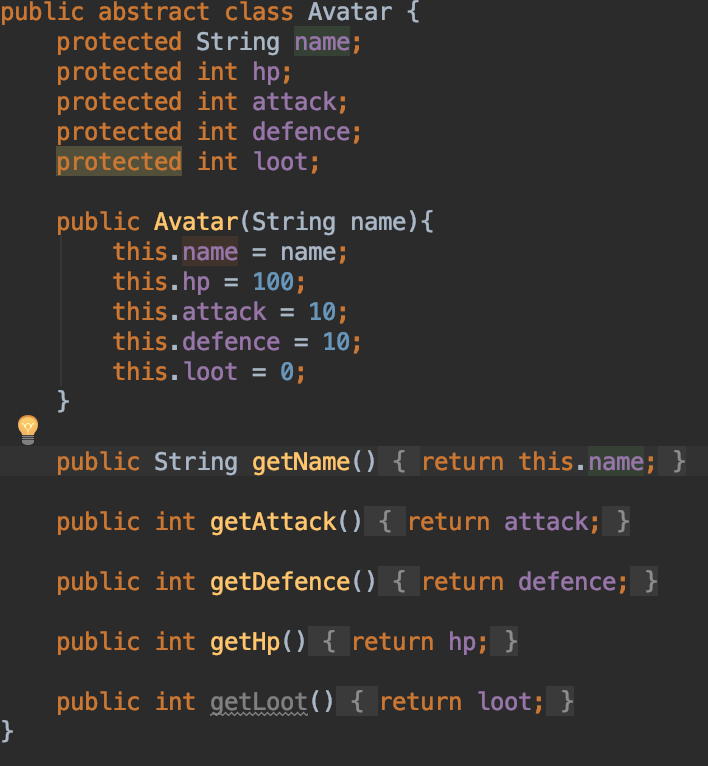 public abstract class Avatar {
    protected String name;
    protected int hp;
    protected int attack;
    protected int defence;
    protected int loot;

    public Avatar(String name){
        this.name = name;
        this.hp = 100;
        this.attack = 10;
        this.defence = 10;
        this.loot = 0;
    }

    public String getName() { return this.name; }

    public int getAttack() { return attack; }

    public int getDefence() { return defence; }

    public int getHp() { return hp; }

    public int getLoot() { return loot; }
}